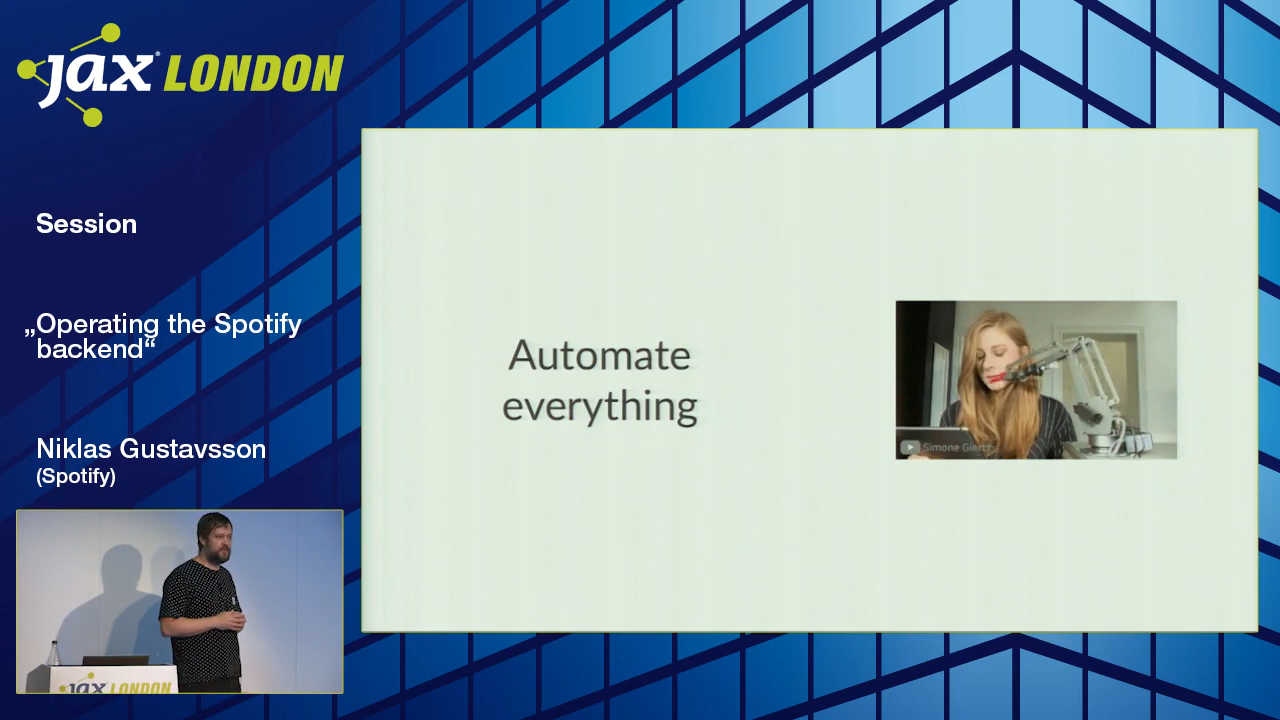 jax® LONDON
Session
„Operating the Spotify
backend“
Niklas Gustavsson
(Spotify)
Automate
everything
Simone Giertz
jax LONDON